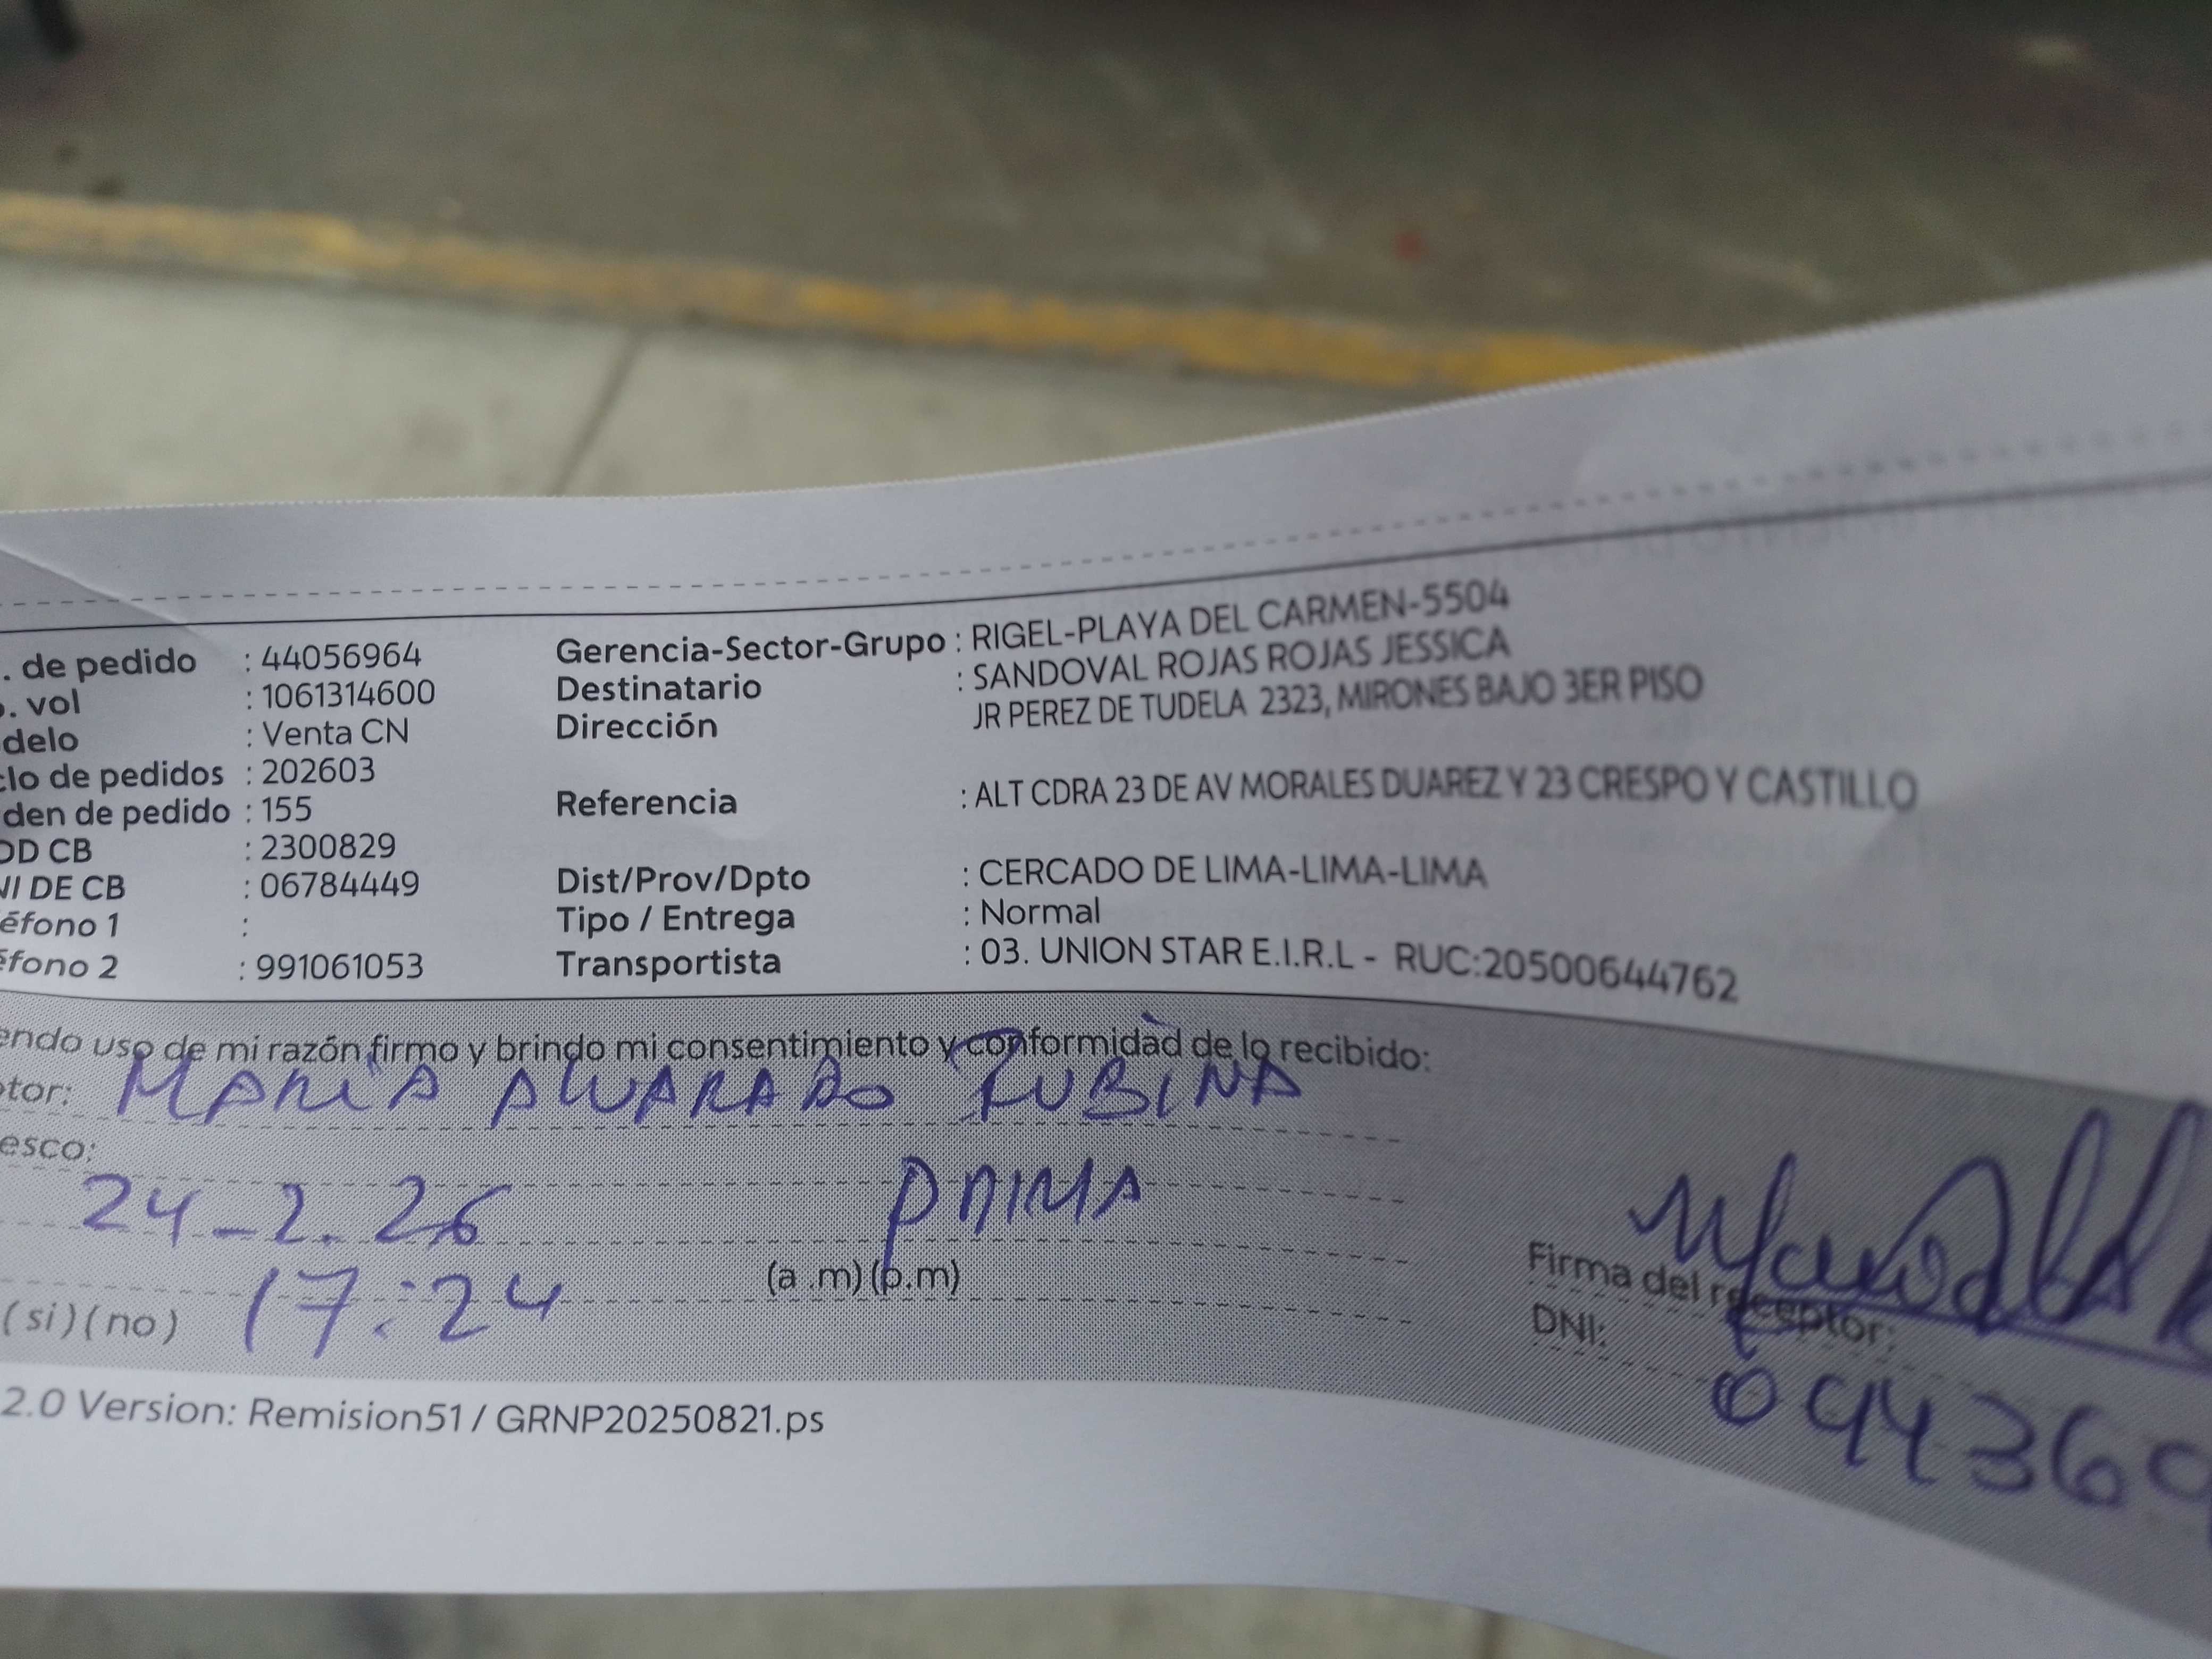 . de pedido : 44056964 Gerencia-Sector-Grupo : RIGEL-PLAYA DEL CARMEN-5504
. vol : 1061314600 Destinatario : SANDOVAL ROJAS ROJAS JESSICA
delo : Venta CN Dirección JR PEREZ DE TUDELA 2323, MIRONES BAJO 3ER PISO
clo de pedidos : 202603
den de pedido : 155 Referencia : ALT CDRA 23 DE AV MORALES DUAREZ Y 23 CRESPO Y CASTILLO
OD CB : 2300829
NI DE CB : 06784449 Dist/Prov/Dpto : CERCADO DE LIMA-LIMA-LIMA
éfono 1 : Tipo / Entrega : Normal
éfono 2 : 991061053 Transportista : 03. UNION STAR E.I.R.L - RUC:20500644762
endo uso de mi razón firmo y brindo mi consentimiento y conformidad de lo recibido:
tor: MARIA ALVARADO RUBINA
esco:
24-2.26 PRIMA
(si)(no) 17:24 (a .m)(p.m)
Firma del receptor:
DNI:
094369
2.0 Version: Remision51 / GRNP20250821.ps